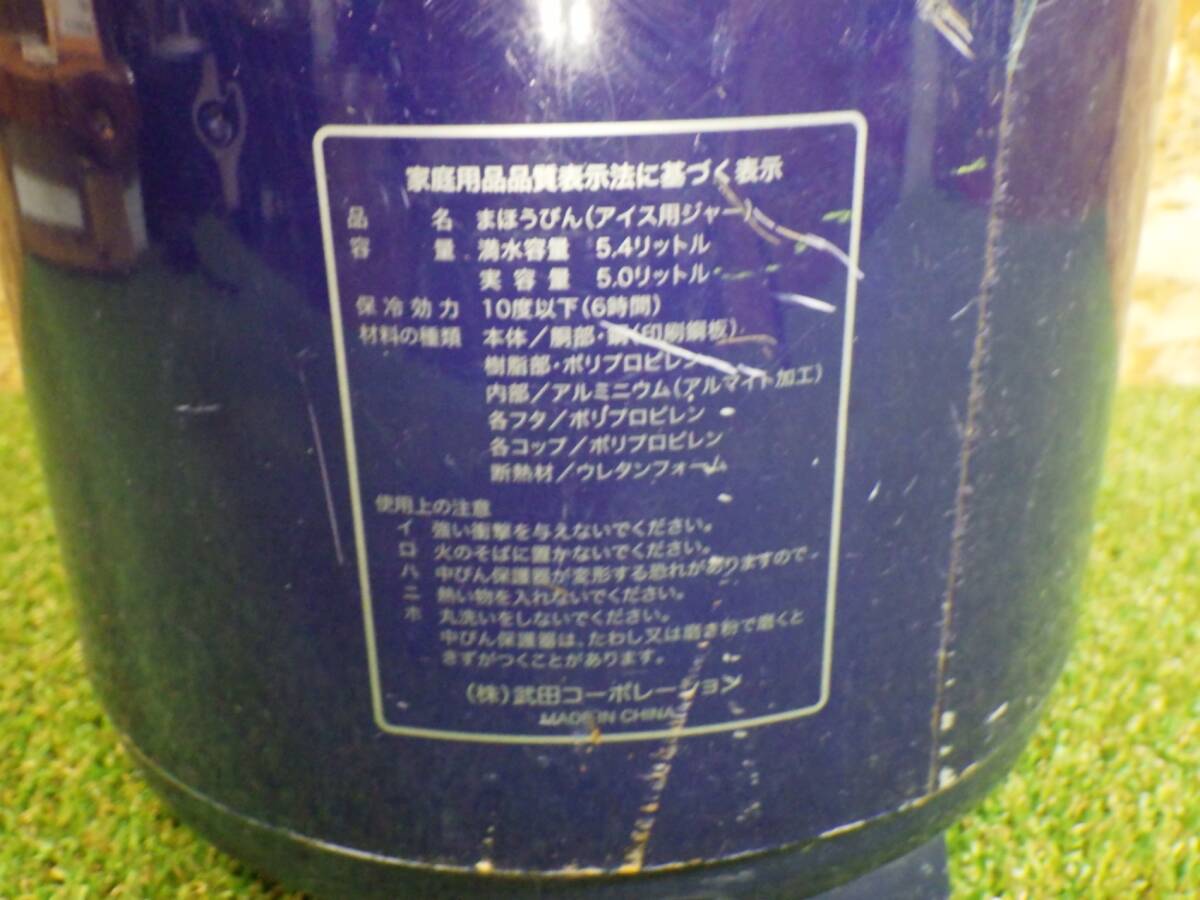 家庭用品品質表示法に基づく表示
品名 まほうびん(アイス用ジャー)
容量 満水容量 5.4リットル
実容量 5.0リットル
保冷効力 10度以下(6時間)
材料の種類 本体/胴部・鋼(印刷鋼板)
樹脂部・ポリプロピレン
内部/アルミニウム(アルマイト加工)
各フタ/ポリプロピレン
各コップ/ポリプロピレン
断熱材/ウレタンフォーム
使用上の注意
イ 強い衝撃を与えないでください。
ロ 火のそばに置かないでください。
ハ 中びん保護器が変形する恐れがありますので
ニ 熱い物を入れないでください。
ホ 丸洗いをしないでください。
中びん保護器は、たわし又は磨き粉で磨くと
きずがつくことがあります。
(株)武田コーポレーション
MADE IN CHINA